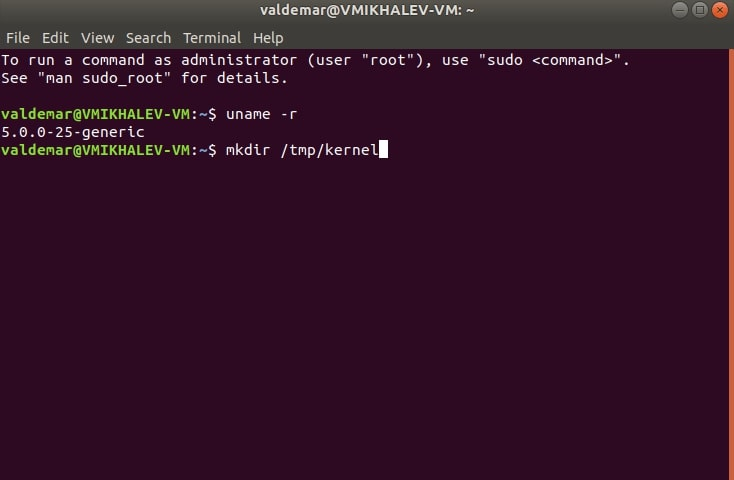 valdemar@VMIKHALEV-VM: ~
File Edit View Search Terminal Help
To run a command as administrator (user "root"), use "sudo <command>".
See "man sudo_root" for details.
valdemar@VMIKHALEV-VM:~$ uname -r
5.0.0-25-generic
valdemar@VMIKHALEV-VM:~$ mkdir /tmp/kernel